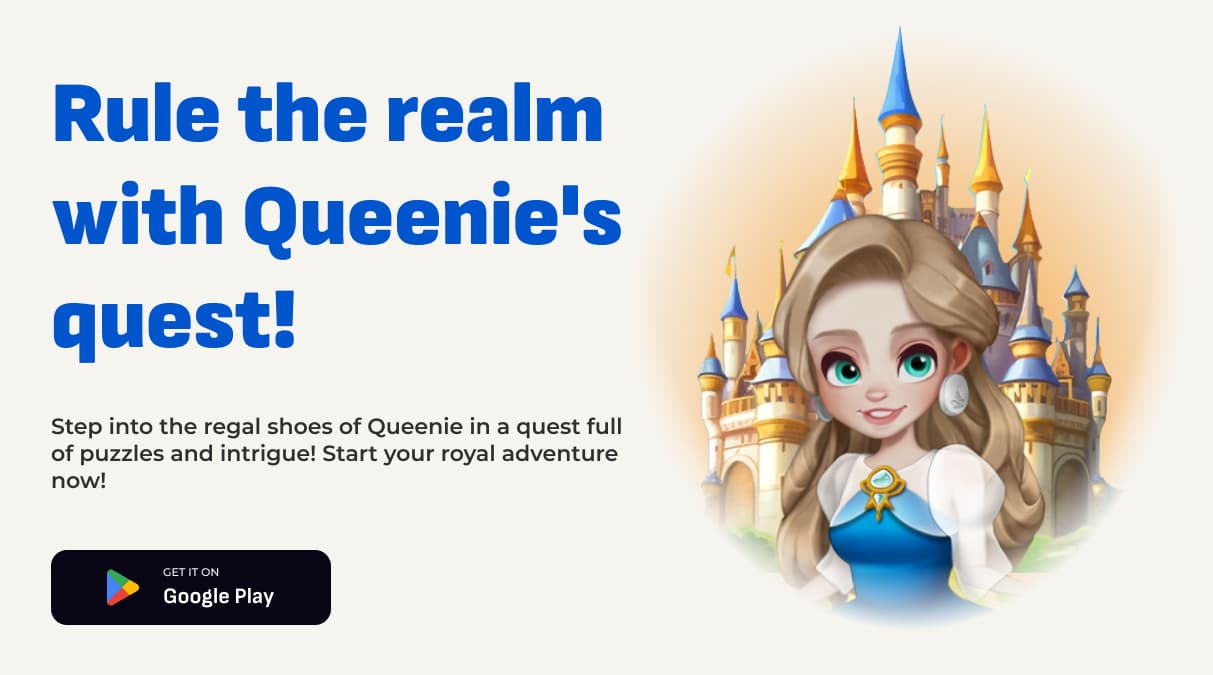 Rule the realm
with Queenie's
quest!
Step into the regal shoes of Queenie in a quest full
of puzzles and intrigue! Start your royal adventure
now!
GET IT ON
Google Play